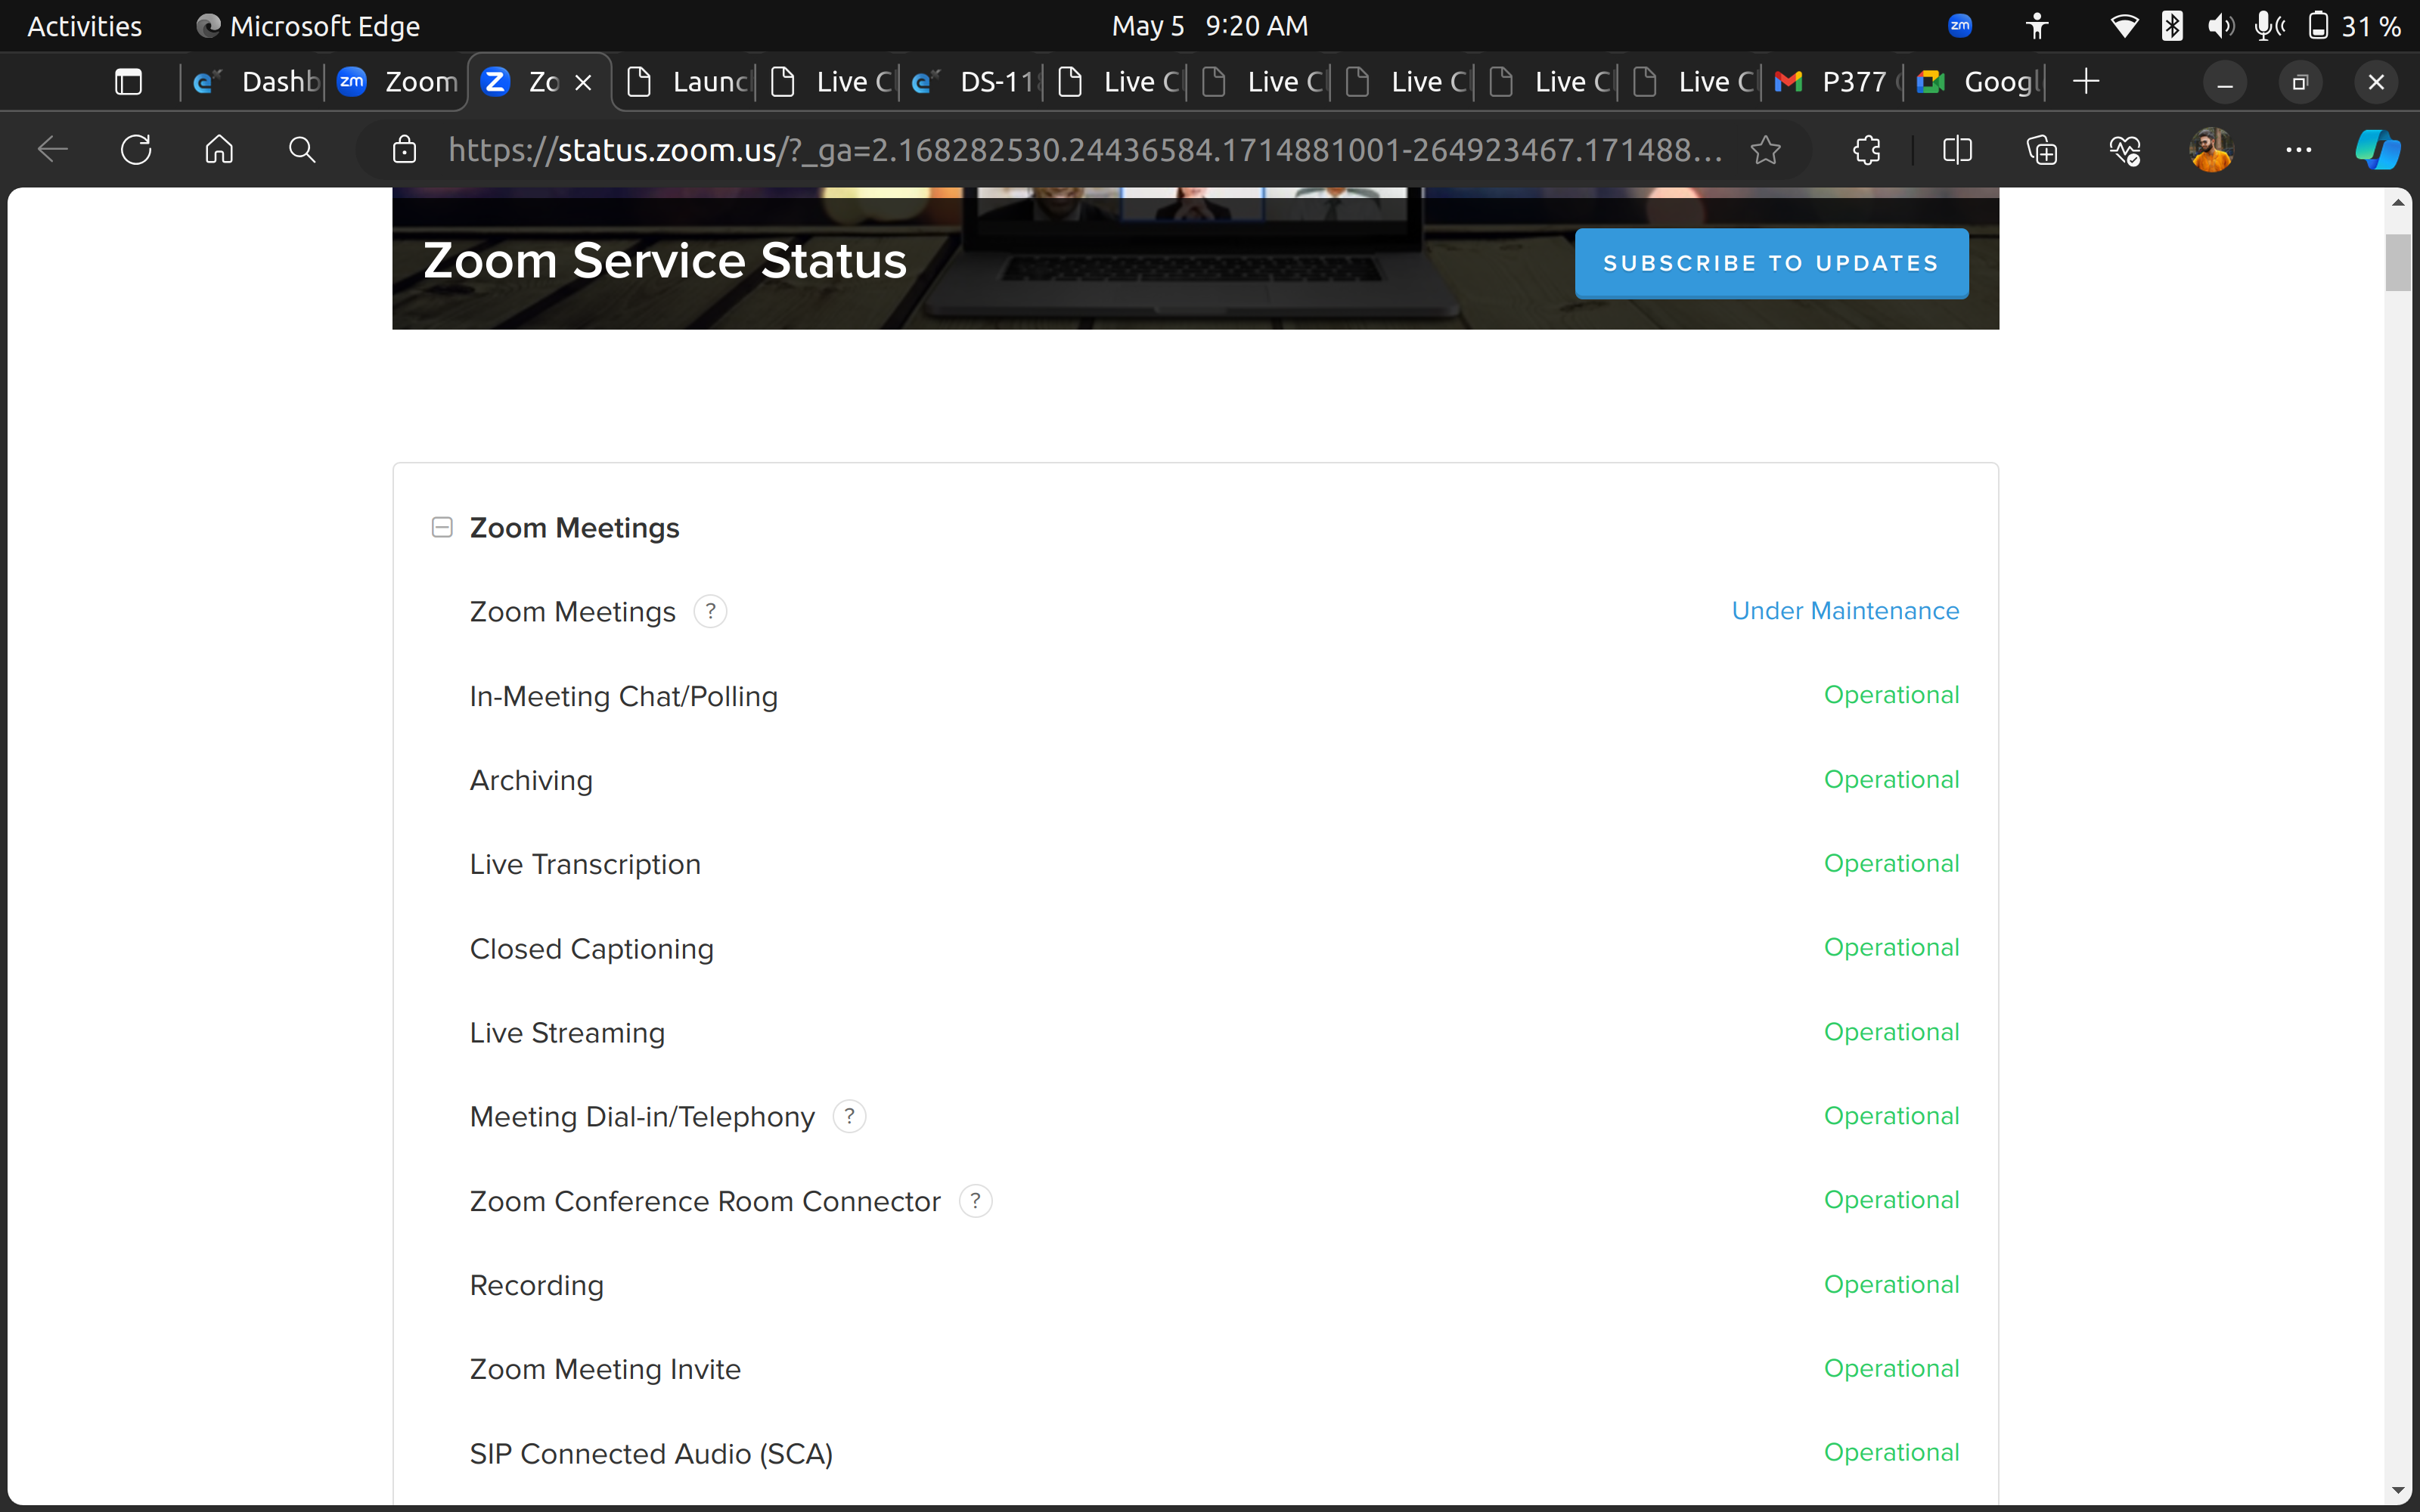 Activities Microsoft Edge May 5 9:20 AM zm 31 %
Dashb zm Zoom Zo Launc Live C DS-118 Live C Live C Live C Live C Live C P377 Googl
https://status.zoom.us/?_ga=2.168282530.24436584.1714881001-264923467.171488...
Zoom Service Status
SUBSCRIBE TO UPDATES
Zoom Meetings
Zoom Meetings ? Under Maintenance
In-Meeting Chat/Polling Operational
Archiving Operational
Live Transcription Operational
Closed Captioning Operational
Live Streaming Operational
Meeting Dial-in/Telephony ? Operational
Zoom Conference Room Connector ? Operational
Recording Operational
Zoom Meeting Invite Operational
SIP Connected Audio (SCA) Operational